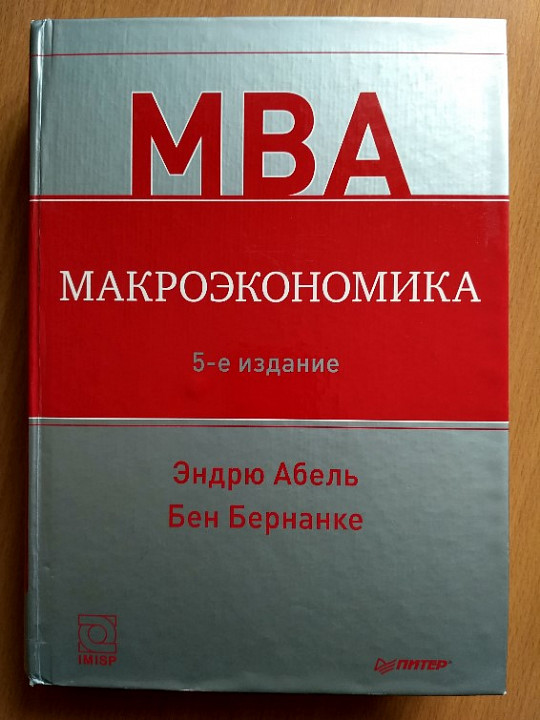 MBA
МАКРОЭКОНОМИКА
5-е издание
Эндрю Абель
Бен Бернанке
IMISP
ПИТЕР®